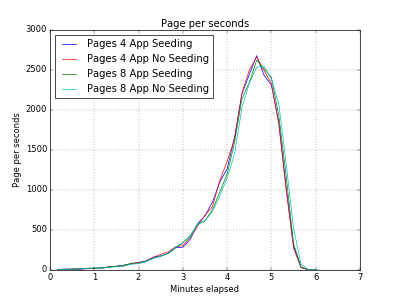 Page per seconds
Pages 4 App Seeding
Pages 4 App No Seeding
Pages 8 App Seeding
Pages 8 App No Seeding
3000
2500
2000
1500
1000
500
0
Page per seconds
0 1 2 3 4 5 6 7
Minutes elapsed